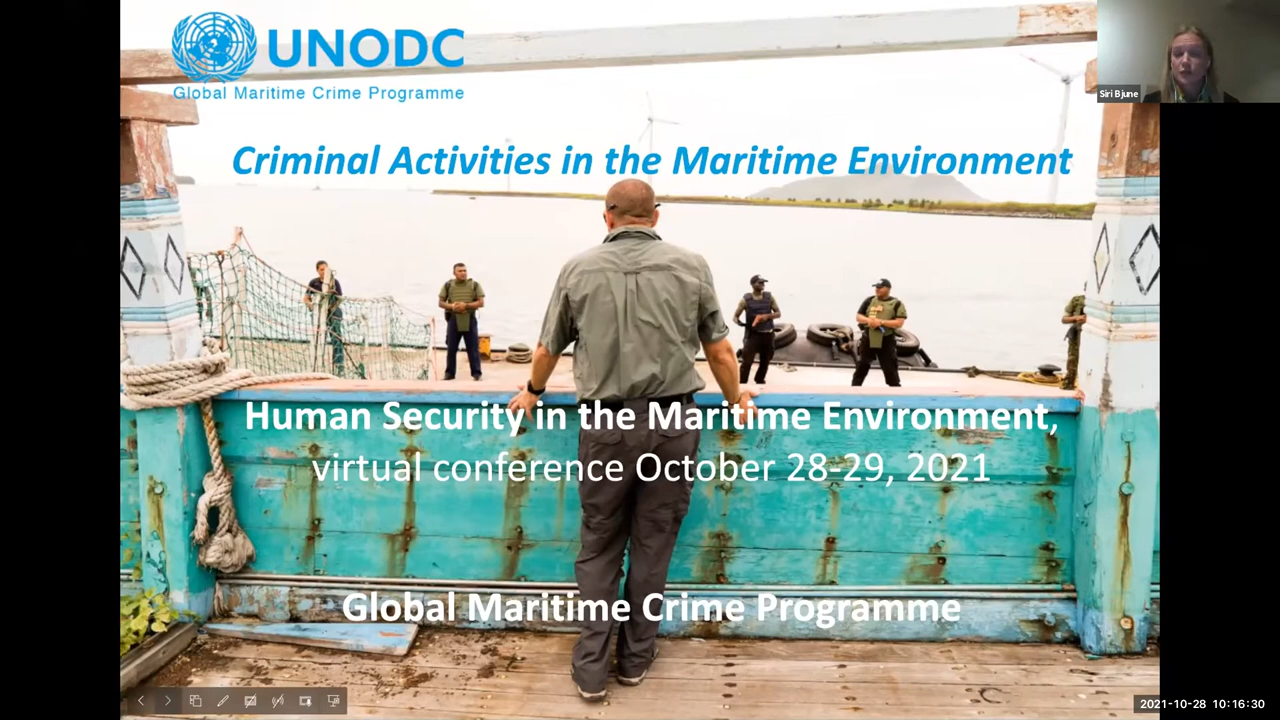 UNODC
Global Maritime Crime Programme
Siri Bjune
Criminal Activities in the Maritime Environment
Human Security in the Maritime Environment,
virtual conference October 28-29, 2021
Global Maritime Crime Programme
2021-10-28 10:16:30